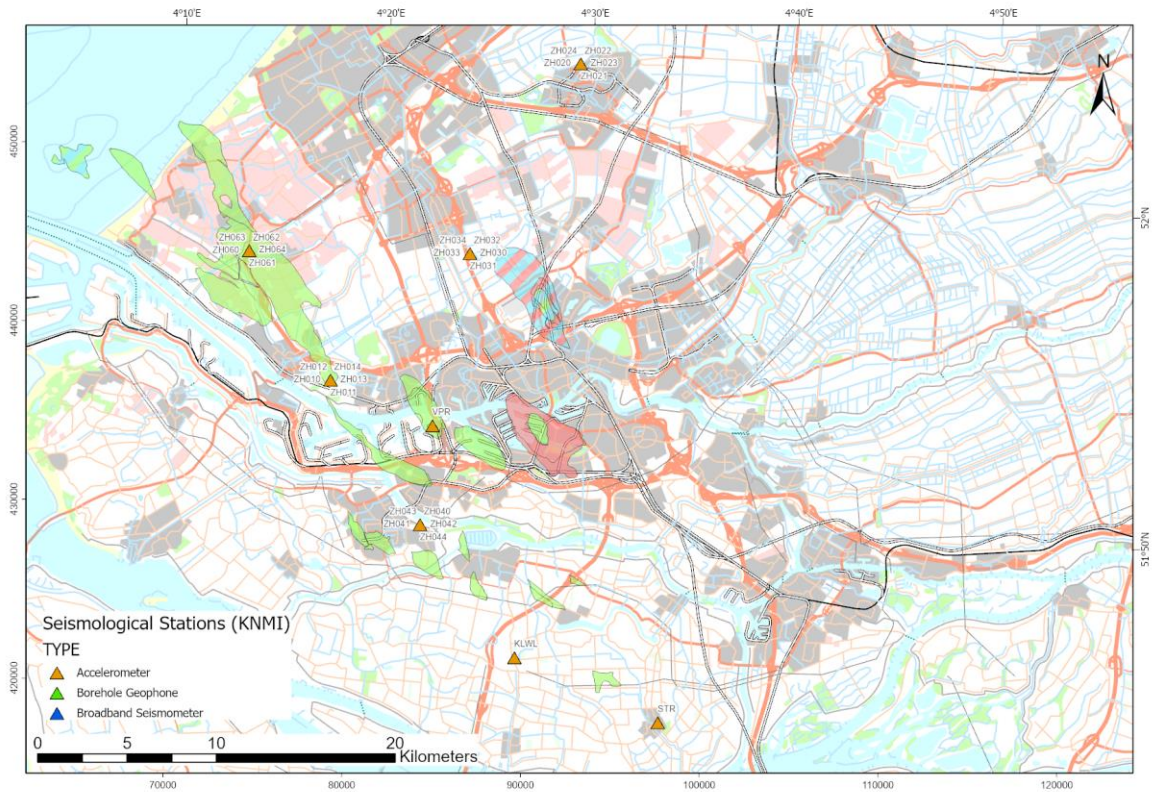 4°10'E 4°20'E 4°30'E 4°40'E 4°50'E
N
ZH024 ZH022
ZH020 ZH023
ZH021
450000
52°N
ZH063 ZH062
ZH060 ZH064
ZH061
ZH034 ZH032
ZH033 ZH030
ZH031
440000
ZH012 ZH014
ZH010 ZH013
ZH011
VPR
430000
ZH043 ZH040
ZH041 ZH042
ZH044
51°50'N
Seismological Stations (KNMI)
TYPE
Accelerometer
Borehole Geophone
Broadband Seismometer
KLWL
420000
STR
0 5 10 20
Kilometers
70000 80000 90000 100000 110000 120000